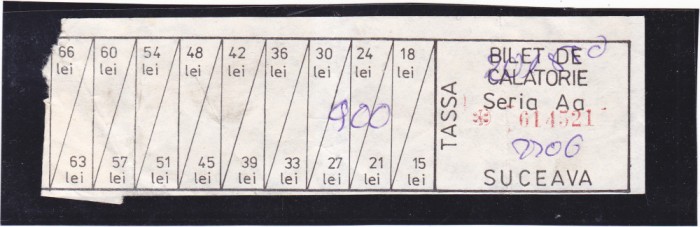 66 lei 60 lei 54 lei 48 lei 42 lei 36 lei 30 lei 24 lei 18 lei
63 lei 57 lei 51 lei 45 lei 39 lei 33 lei 27 lei 21 lei 15 lei
900
TASSA
BILET DE
CALATORIE
Seria Aa
614521
SUCEAVA